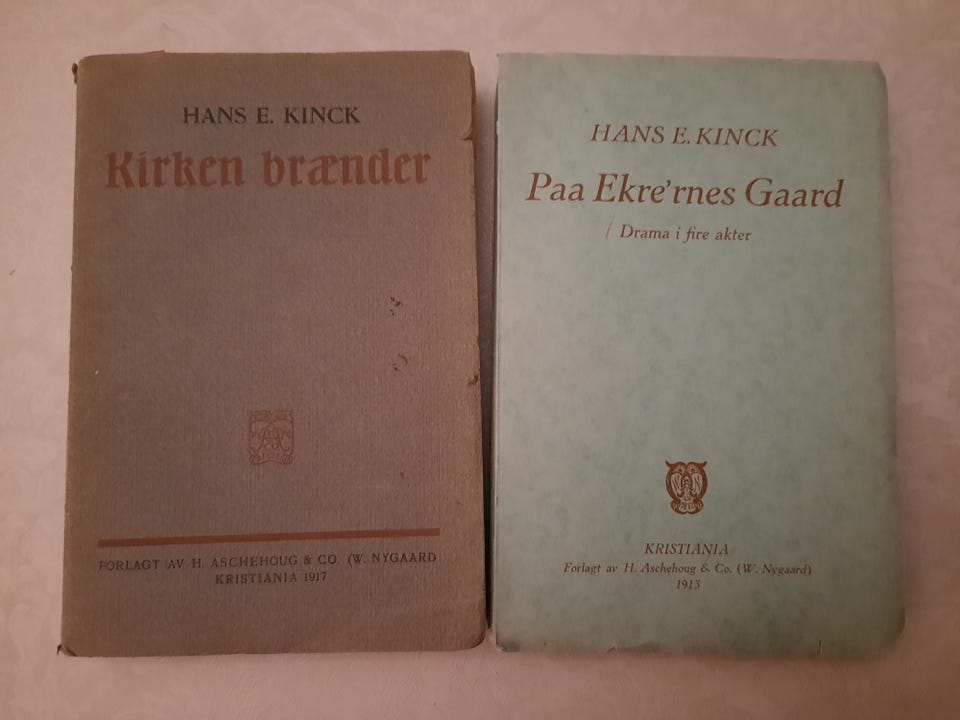 HANS E. KINCK
Kirken brænder
FORLAGT AV H. ASCHEHOUG & CO. (W. NYGAARD
KRISTIANIA 1917
HANS E. KINCK
Paa Ekre'rnes Gaard
Drama i fire akter
KRISTIANIA
Forlagt av H. Aschehoug & Co. (W. Nygaard)
1913